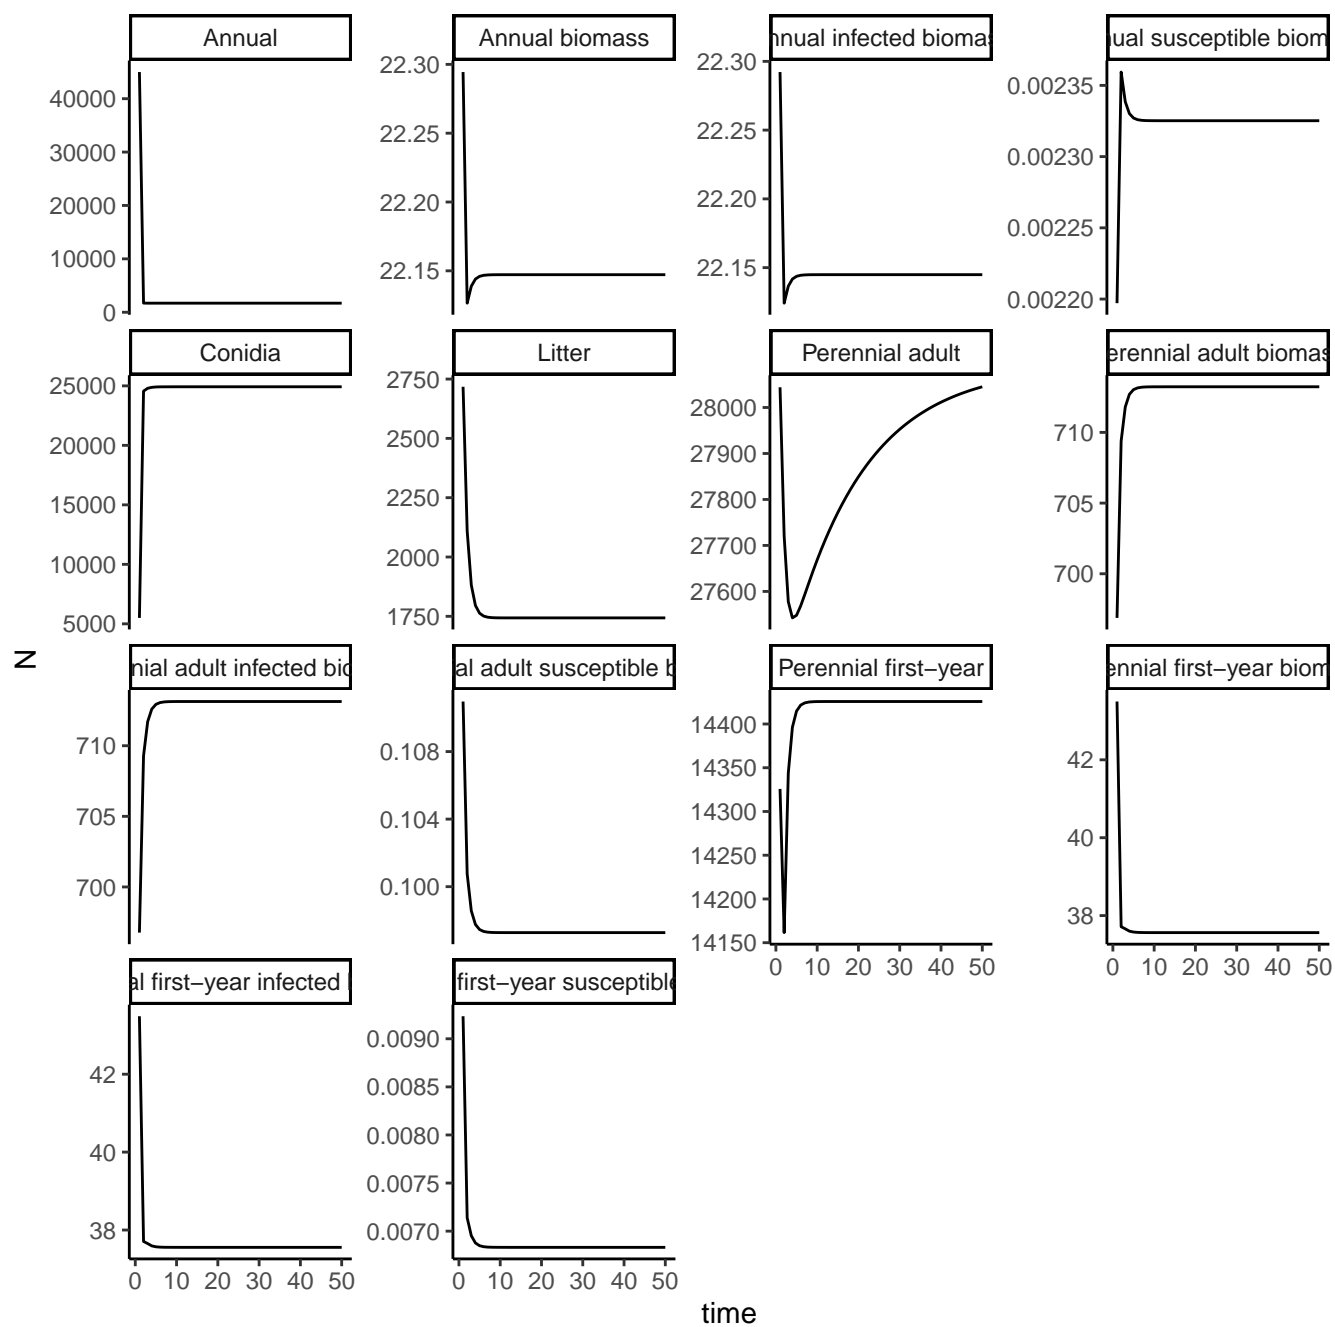 Annual
Annual biomass
nnual infected biomas
ual susceptible biom
40000
30000
20000
10000
0
22.30
22.25
22.20
22.15
22.30
22.25
22.20
22.15
0.00235
0.00230
0.00225
0.00220
Conidia
Litter
Perennial adult
erennial adult biomas
25000
20000
15000
10000
5000
2750
2500
2250
2000
1750
28000
27900
27800
27700
27600
710
705
700
nial adult infected bio
al adult susceptible b
Perennial first−year
ennial first−year biom
710
705
700
0.108
0.104
0.100
14400
14350
14300
14250
14200
14150
0 10 20 30 40 50
42
40
38
0 10 20 30 40 50
al first−year infected
first−year susceptible
42
40
38
0 10 20 30 40 50
0.0090
0.0085
0.0080
0.0075
0.0070
0 10 20 30 40 50
N
time